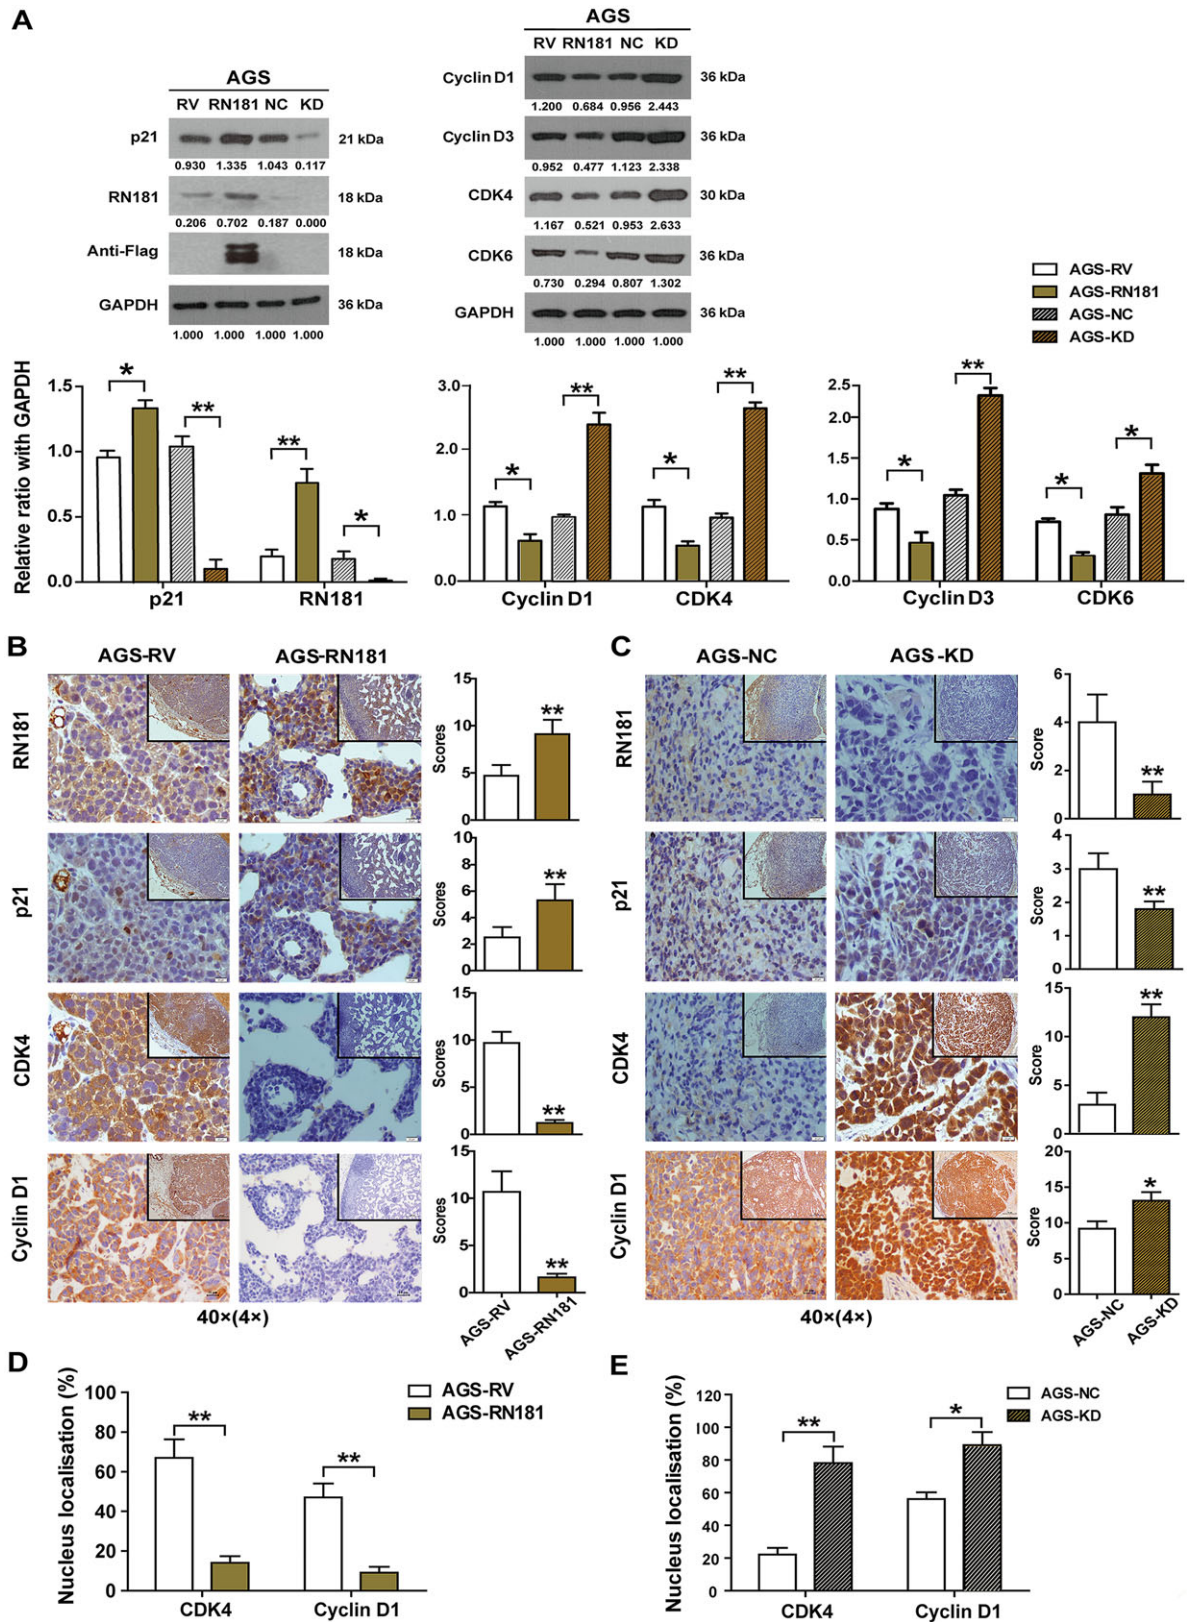 A
AGS
RV RN181 NC KD
p21 21 kDa
0.930 1.335 1.043 0.117
RN181 18 kDa
0.206 0.702 0.187 0.000
Anti-Flag 18 kDa
GAPDH 36 kDa
1.000 1.000 1.000 1.000
AGS
RV RN181 NC KD
Cyclin D1 36 kDa
1.200 0.684 0.956 2.443
Cyclin D3 36 kDa
0.952 0.477 1.123 2.338
CDK4 30 kDa
1.167 0.521 0.953 2.633
CDK6 36 kDa
0.730 0.294 0.807 1.302
GAPDH 36 kDa
1.000 1.000 1.000 1.000
AGS-RV
AGS-RN181
AGS-NC
AGS-KD
Relative ratio with GAPDH
1.5
1.0
0.5
0.0
* ** ** *
p21 RN181
3.0
2.0
1.0
0.0
* ** * **
Cyclin D1 CDK4
2.5
2.0
1.5
1.0
0.5
0.0
* ** * *
Cyclin D3 CDK6
B
AGS-RV AGS-RN181
RN181
Scores
15
10
5
0
**
p21
Scores
10
8
6
4
2
0
**
CDK4
Scores
15
10
5
0
**
Cyclin D1
Scores
15
10
5
0
**
AGS-RV
AGS-RN181
40×(4×)
C
AGS-NC AGS-KD
RN181
Score
6
4
2
0
**
p21
Score
4
3
2
1
0
**
CDK4
Score
15
10
5
0
**
Cyclin D1
Score
20
15
10
5
0
*
AGS-NC
AGS-KD
40×(4×)
D
Nucleus localisation (%)
100
80
60
40
20
0
** **
CDK4 Cyclin D1
AGS-RV
AGS-RN181
E
Nucleus localisation (%)
120
100
80
60
40
20
0
** *
CDK4 Cyclin D1
AGS-NC
AGS-KD